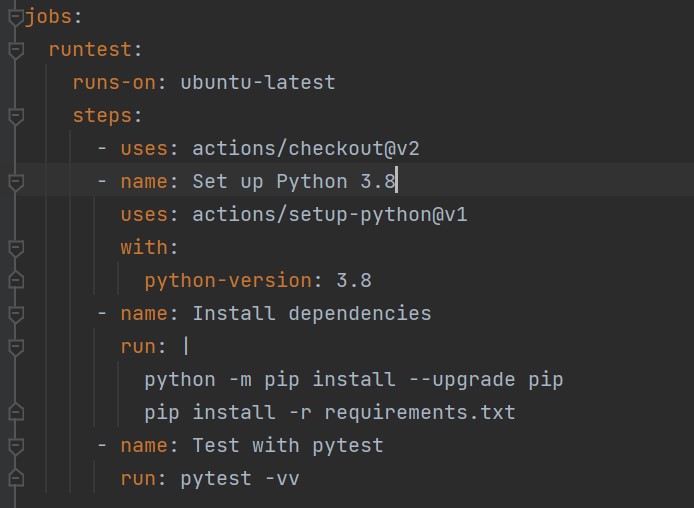 jobs:
  runtest:
    runs-on: ubuntu-latest
    steps:
      - uses: actions/checkout@v2
      - name: Set up Python 3.8
        uses: actions/setup-python@v1
        with:
          python-version: 3.8
      - name: Install dependencies
        run: |
          python -m pip install --upgrade pip
          pip install -r requirements.txt
      - name: Test with pytest
        run: pytest -vv